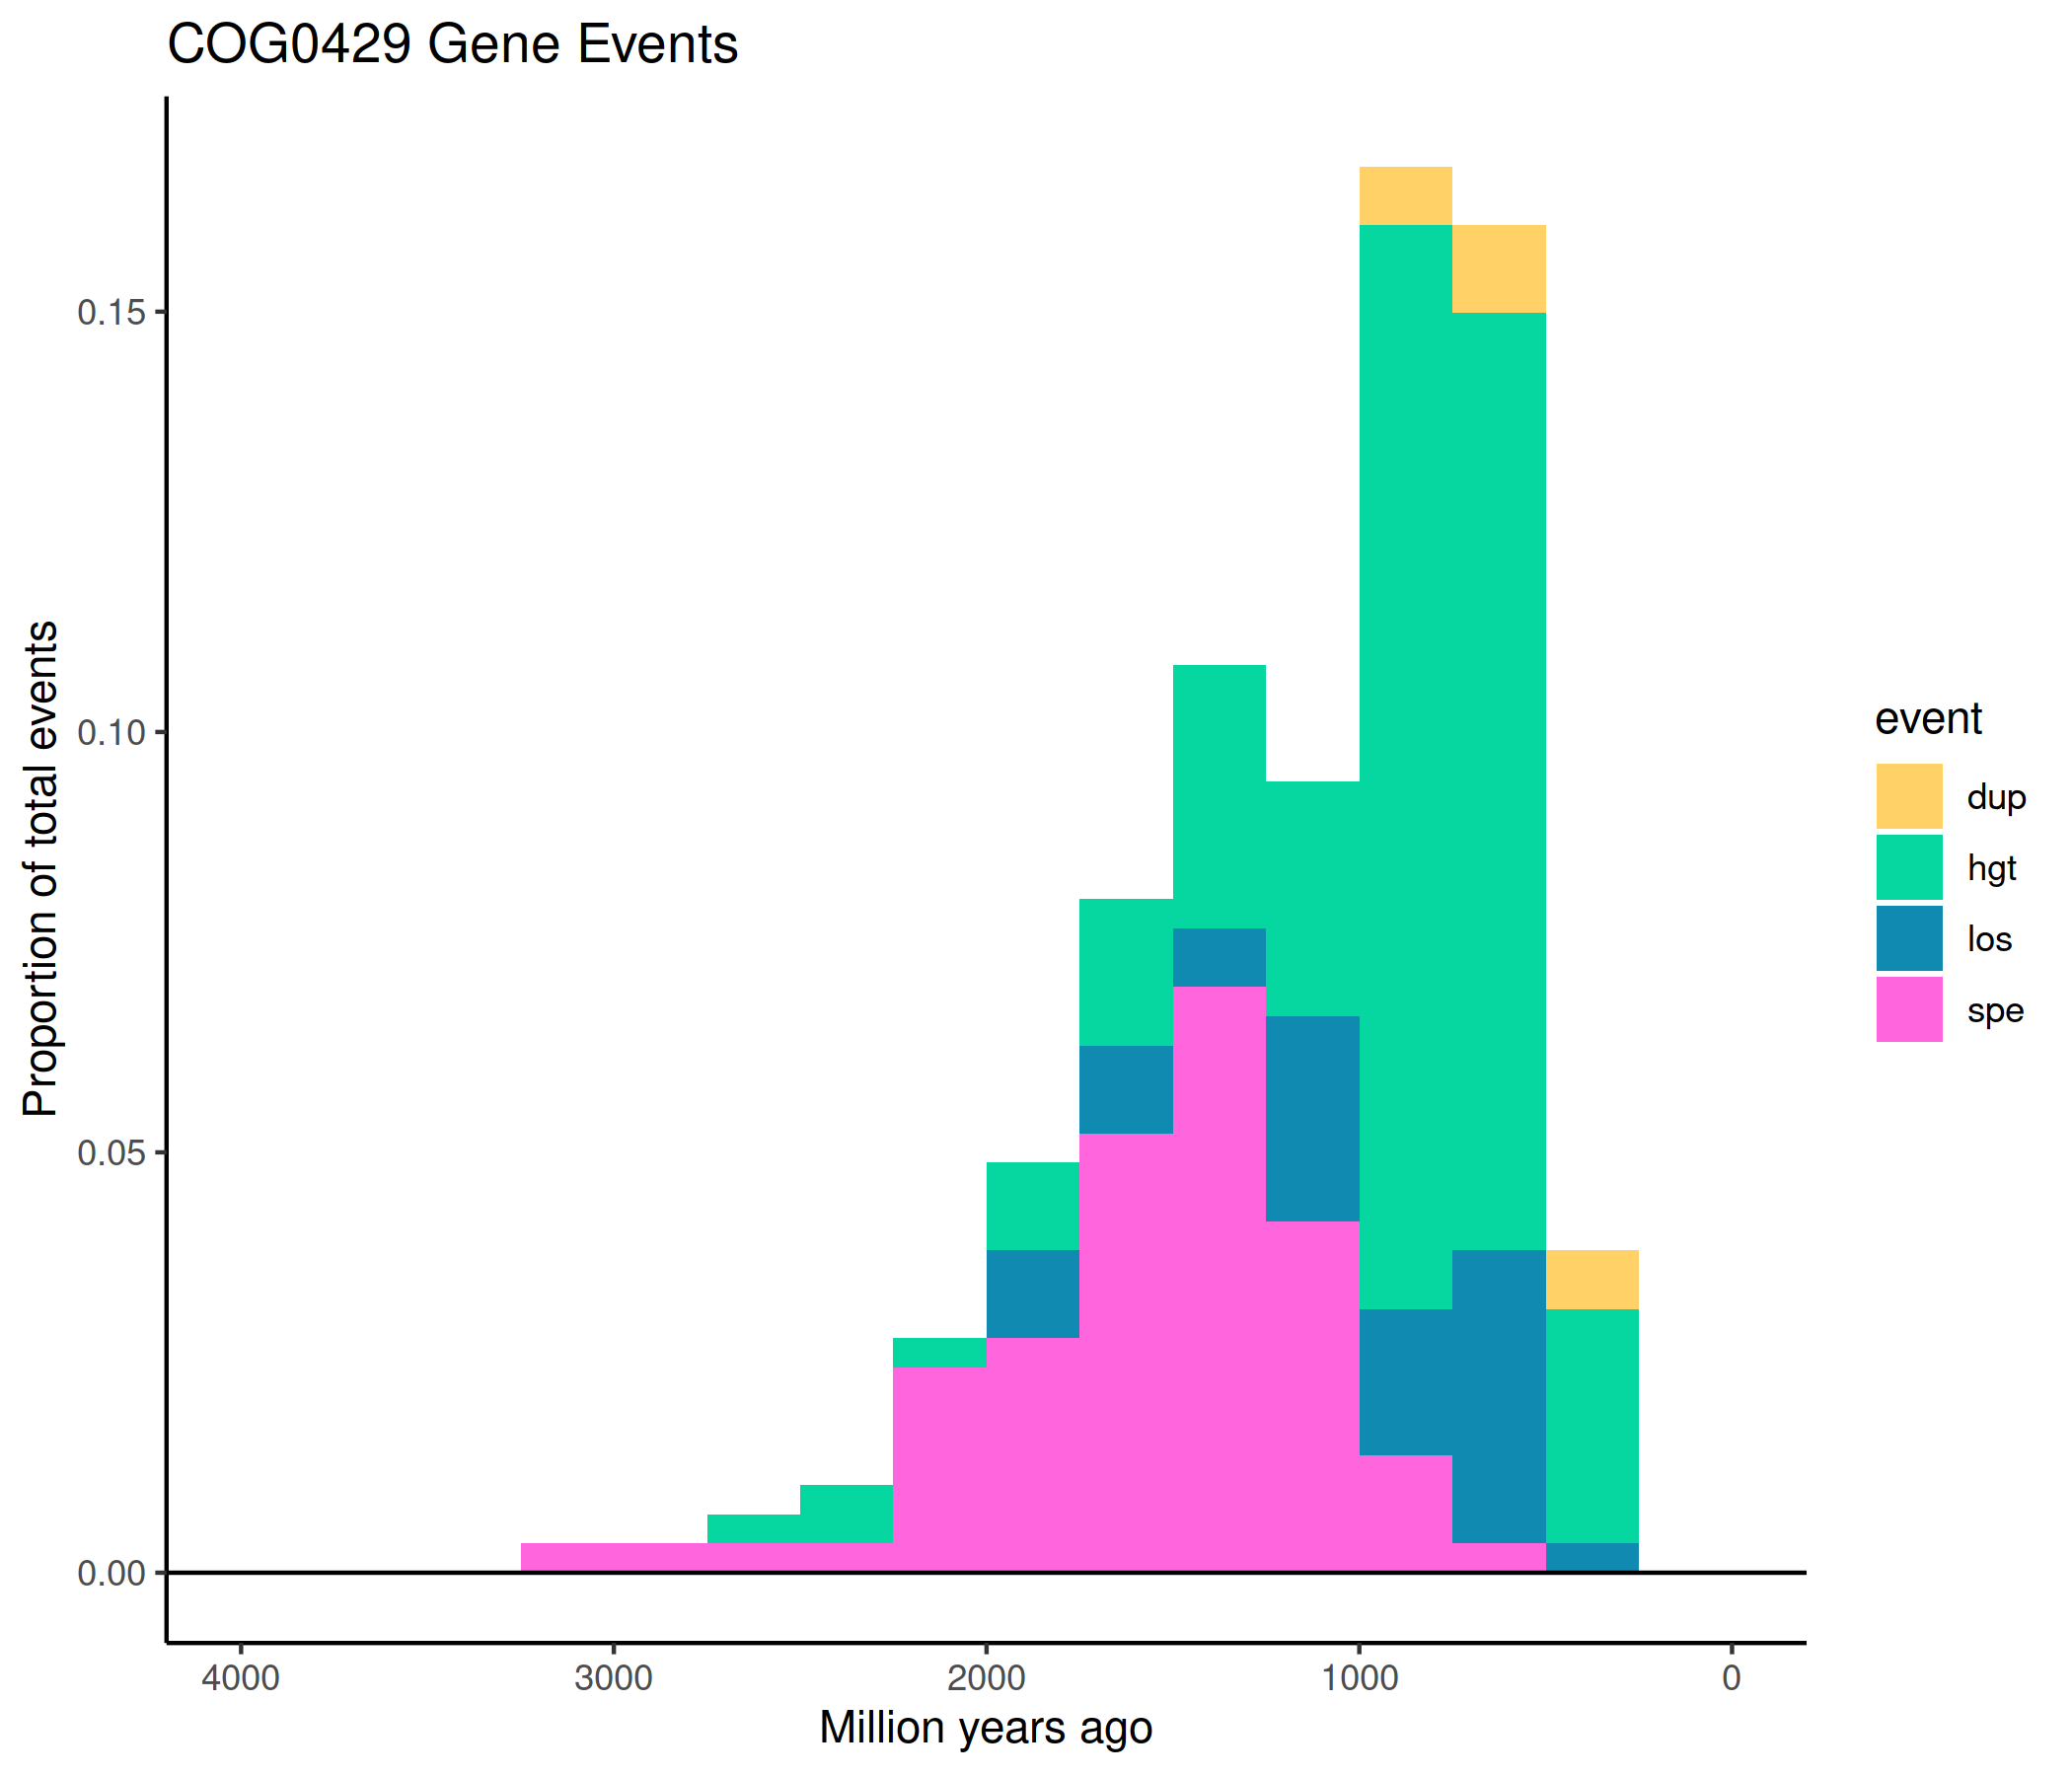 COG0429 Gene Events
Proportion of total events
0.15
0.10
0.05
0.00
4000 3000 2000 1000 0
Million years ago
event
dup
hgt
los
spe